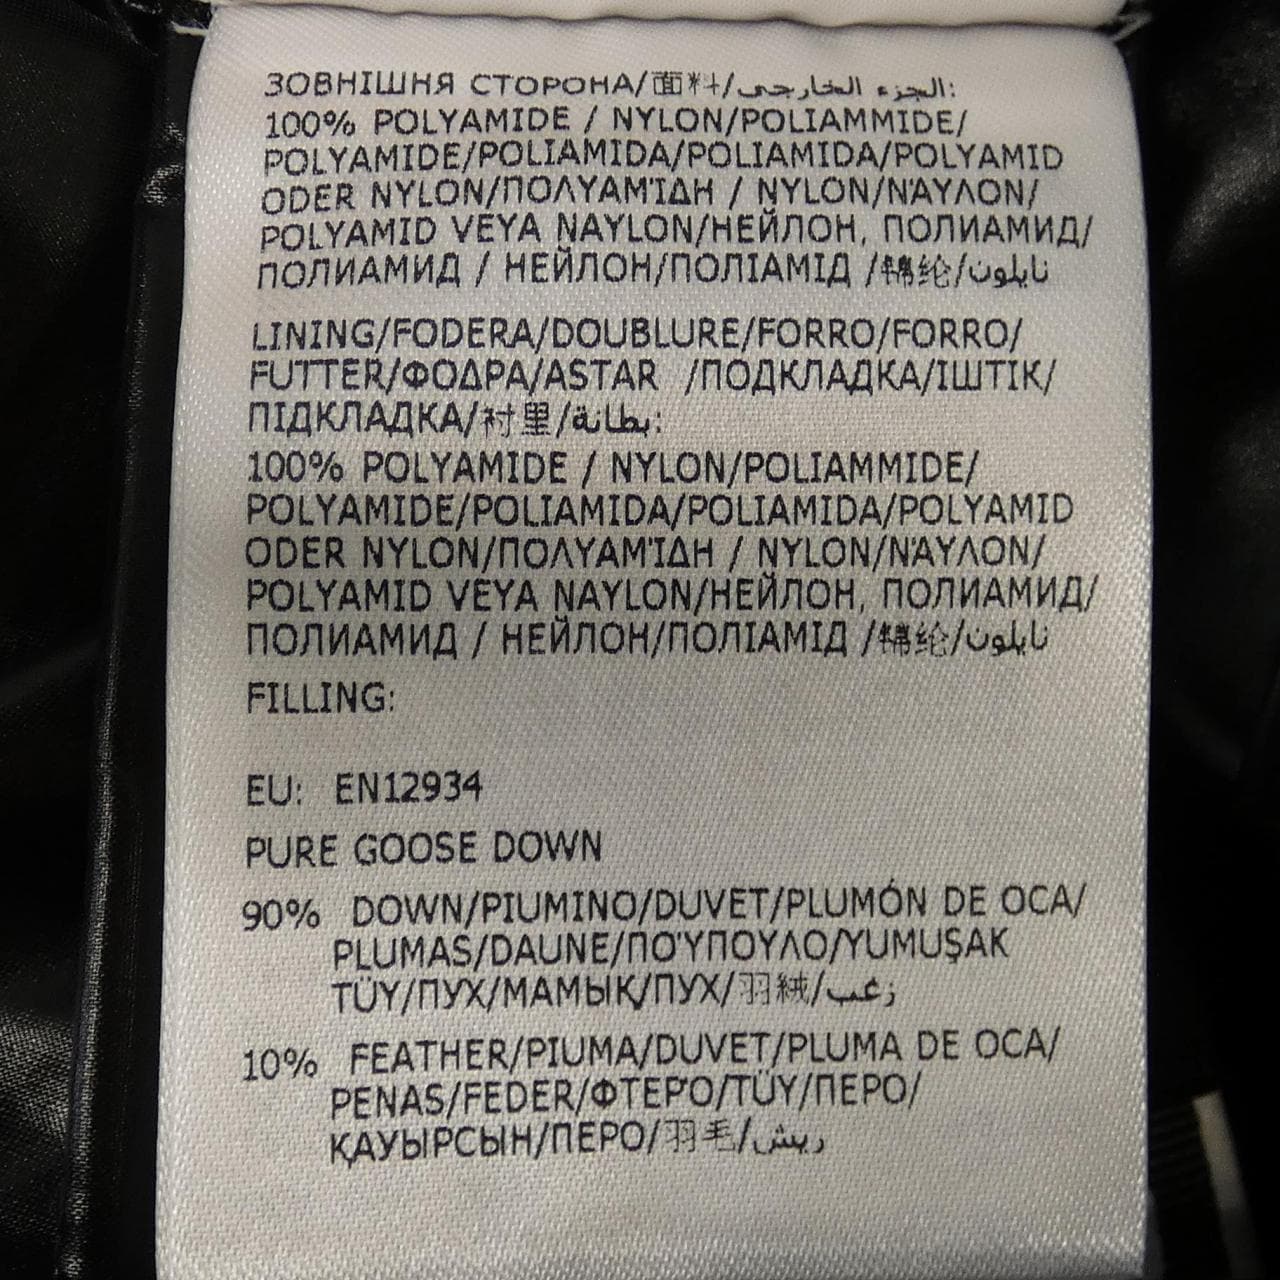 ЗОВНІШНЯ СТОРОНА/面料/الجزء الخارجي:
100% POLYAMIDE / NYLON/POLIAMMIDE/
POLYAMIDE/POLIAMIDA/POLIAMIDA/POLYAMID
ODER NYLON/ΠΟΛΥΑΜΊΔΗ / NYLON/ΝΆΥΛΟΝ/
POLYAMID VEYA NAYLON/НЕЙЛОН, ПОЛИАМИД/
ПОЛИАМИД / НЕЙЛОН/ПОЛІАМІД /锦纶/نايلون
LINING/FODERA/DOUBLURE/FORRO/FORRO/
FUTTER/ΦΟΔΡΑ/ASTAR /ПОДКЛАДКА/ІШТІК/
ПІДКЛАДКА/衬里/بطانة:
100% POLYAMIDE / NYLON/POLIAMMIDE/
POLYAMIDE/POLIAMIDA/POLIAMIDA/POLYAMID
ODER NYLON/ΠΟΛΥΑΜΊΔΗ / NYLON/ΝΆΥΛΟΝ/
POLYAMID VEYA NAYLON/НЕЙЛОН, ПОЛИАМИД/
ПОЛИАМИД / НЕЙЛОН/ПОЛІАМІД /锦纶/نايلون
FILLING:
EU: EN12934
PURE GOOSE DOWN
90% DOWN/PIUMINO/DUVET/PLUMÓN DE OCA/
PLUMAS/DAUNE/ΠΟΎΠΟΥΛΟ/YUMUŞAK
TÜY/ПУХ/МАМЫҚ/ПУХ/羽絨/زغب
10% FEATHER/PIUMA/DUVET/PLUMA DE OCA/
PENAS/FEDER/ΦΤΕΡΌ/TÜY/ПЕРО/
ҚАУЫРСЫН/ПЕРО/羽毛/ريش